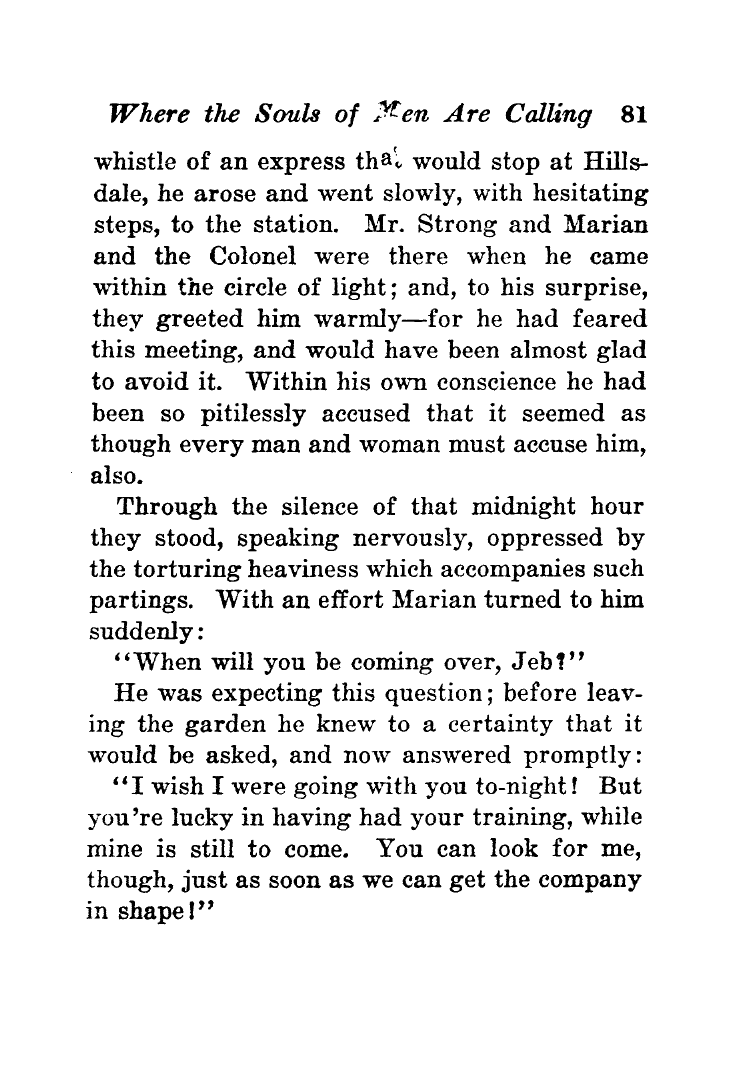 Where the Souls of Men Are Calling 81
whistle of an express that would stop at Hills-
dale, he arose and went slowly, with hesitating
steps, to the station. Mr. Strong and Marian
and the Colonel were there when he came
within the circle of light; and, to his surprise,
they greeted him warmly—for he had feared
this meeting, and would have been almost glad
to avoid it. Within his own conscience he had
been so pitilessly accused that it seemed as
though every man and woman must accuse him,
also.
Through the silence of that midnight hour
they stood, speaking nervously, oppressed by
the torturing heaviness which accompanies such
partings. With an effort Marian turned to him
suddenly:
"When will you be coming over, Jeb?"
He was expecting this question; before leav-
ing the garden he knew to a certainty that it
would be asked, and now answered promptly:
"I wish I were going with you to-night! But
you're lucky in having had your training, while
mine is still to come. You can look for me,
though, just as soon as we can get the company
in shape!"